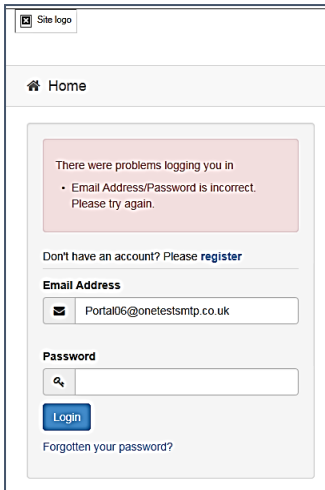 Site logo
Home
There were problems logging you in
• Email Address/Password is incorrect.
Please try again.
Don't have an account? Please register
Email Address
Portal06@onetestsmtp.co.uk
Password
Login
Forgotten your password?